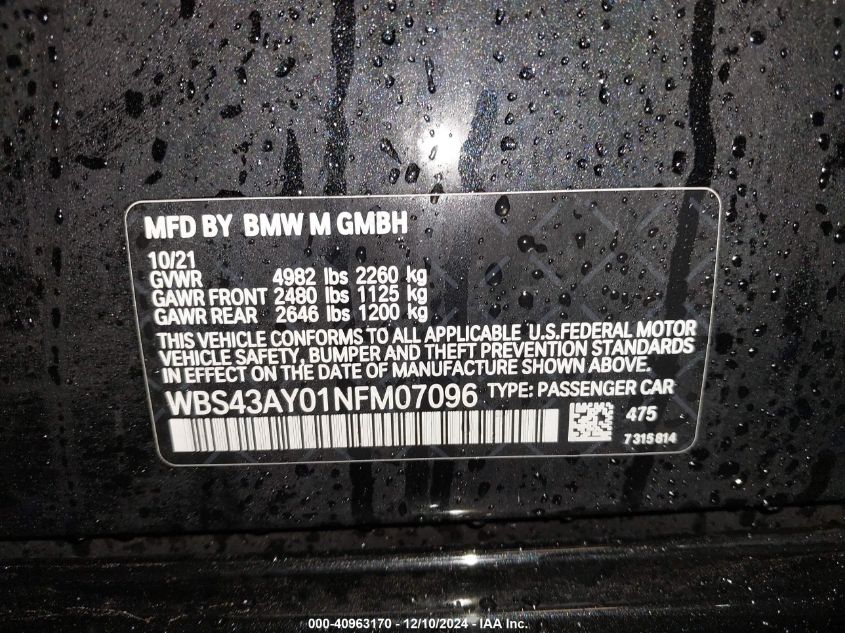 MFD BY BMW M GMBH
10/21
GVWR 4982 lbs 2260 kg
GAWR FRONT 2480 lbs 1125 kg
GAWR REAR 2646 lbs 1200 kg
THIS VEHICLE CONFORMS TO ALL APPLICABLE U.S.FEDERAL MOTOR
VEHICLE SAFETY, BUMPER AND THEFT PREVENTION STANDARDS
IN EFFECT ON THE DATE OF MANUFACTURE SHOWN ABOVE.
WBS43AY01NFM07096 TYPE: PASSENGER CAR
475
7315814
000-40963170 - 12/10/2024 - IAA Inc.